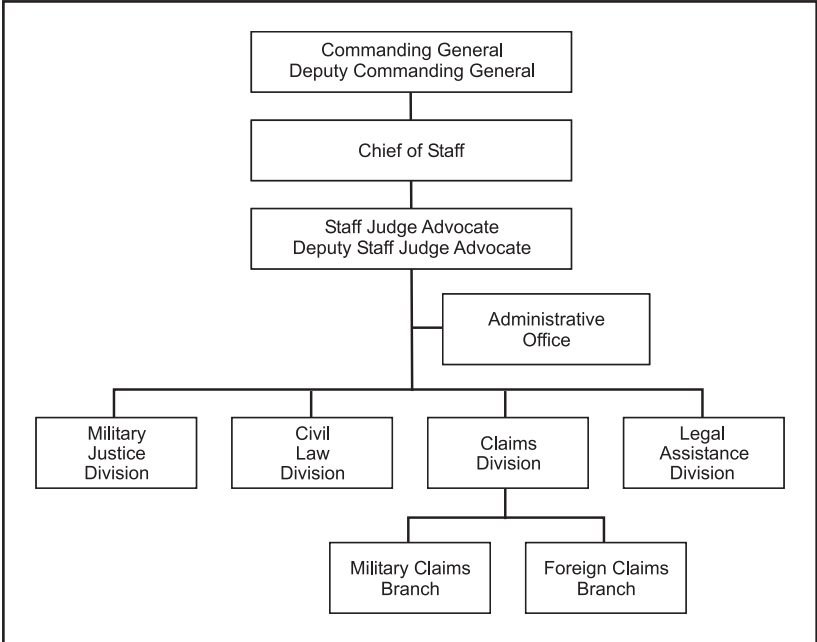 Commanding General
Deputy Commanding General
Chief of Staff
Staff Judge Advocate
Deputy Staff Judge Advocate
Administrative
Office
Military
Justice
Division
Civil
Law
Division
Claims
Division
Legal
Assistance
Division
Military Claims
Branch
Foreign Claims
Branch